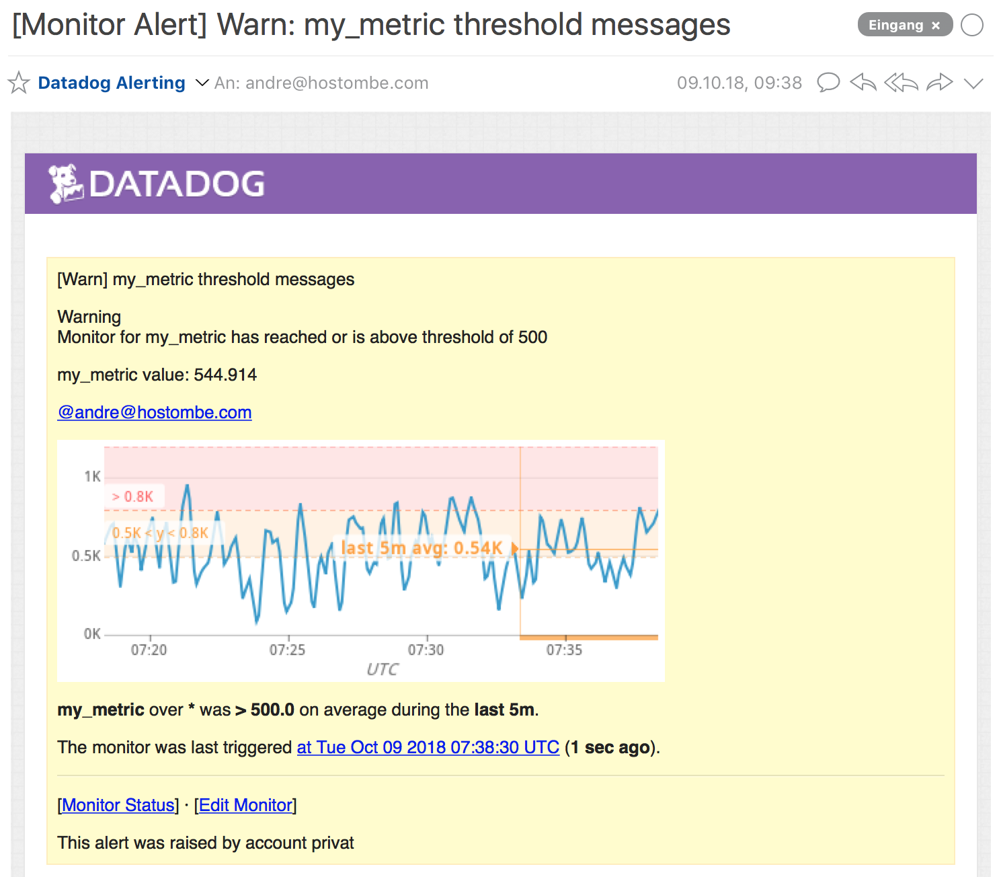 [Monitor Alert] Warn: my_metric threshold messages
Eingang ×
Datadog Alerting An: andre@hostombe.com
09.10.18, 09:38
DATADOG
[Warn] my_metric threshold messages
Warning
Monitor for my_metric has reached or is above threshold of 500
my_metric value: 544.914
@andre@hostombe.com
1K
> 0.8K
0.5K < y < 0.8K
last 5m avg: 0.54K
0.5K
0K
07:20 07:25 07:30 07:35
UTC
my_metric over * was > 500.0 on average during the last 5m.
The monitor was last triggered at Tue Oct 09 2018 07:38:30 UTC (1 sec ago).
[Monitor Status] · [Edit Monitor]
This alert was raised by account privat